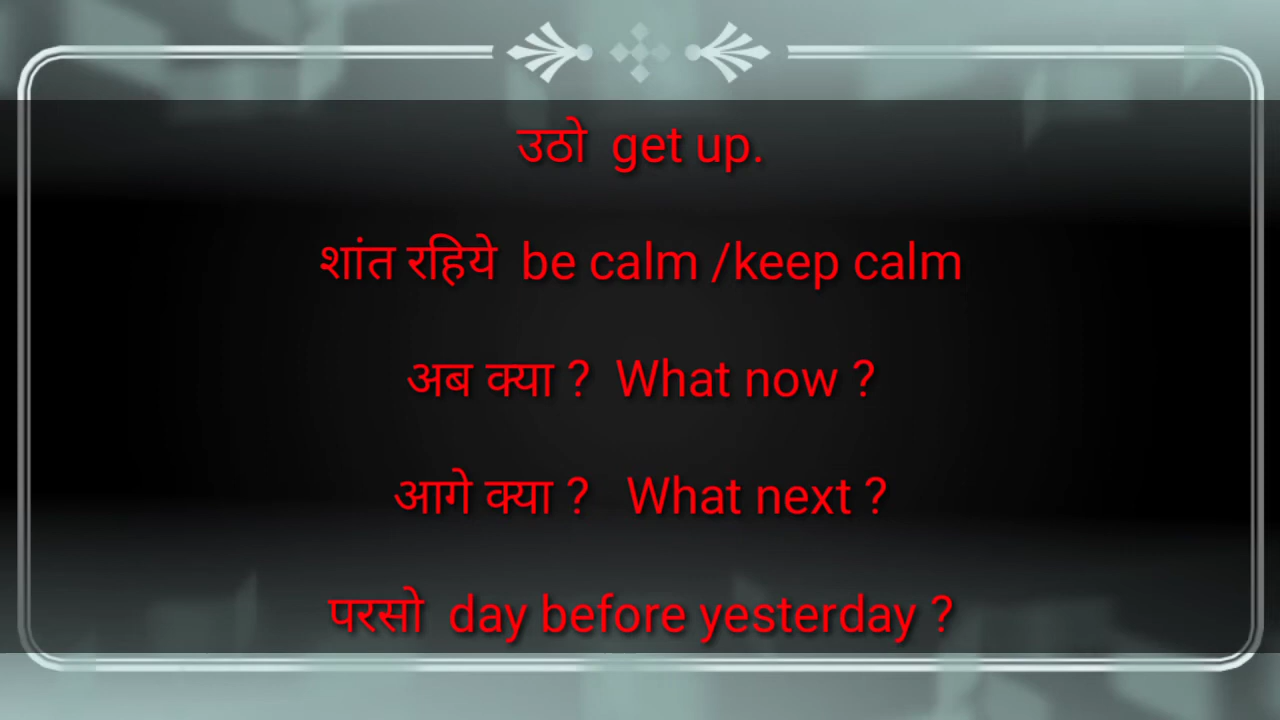 उठो get up.
शांत रहिये be calm /keep calm
अब क्या ? What now ?
आगे क्या ? What next ?
परसो day before yesterday ?